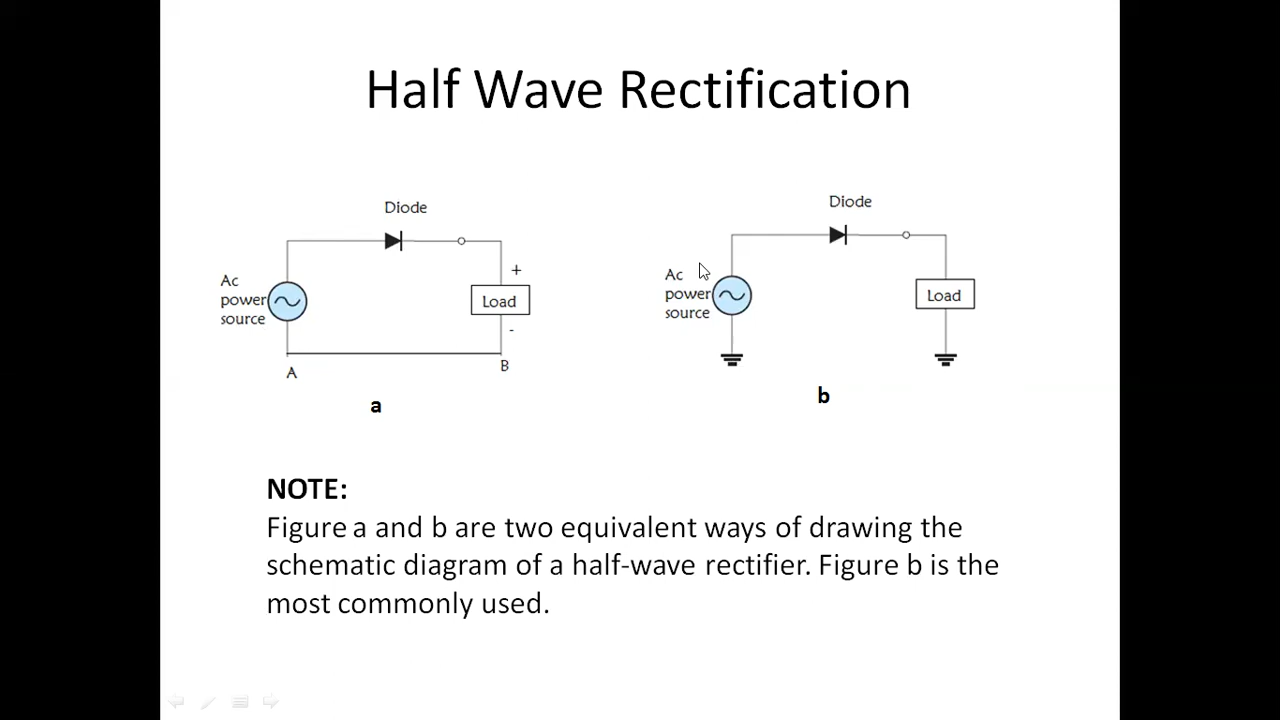 Half Wave Rectification
Diode
Ac
power
source
+
Load
-
A
B
a
Diode
Ac
power
source
Load
b
NOTE:
Figure a and b are two equivalent ways of drawing the
schematic diagram of a half-wave rectifier. Figure b is the
most commonly used.